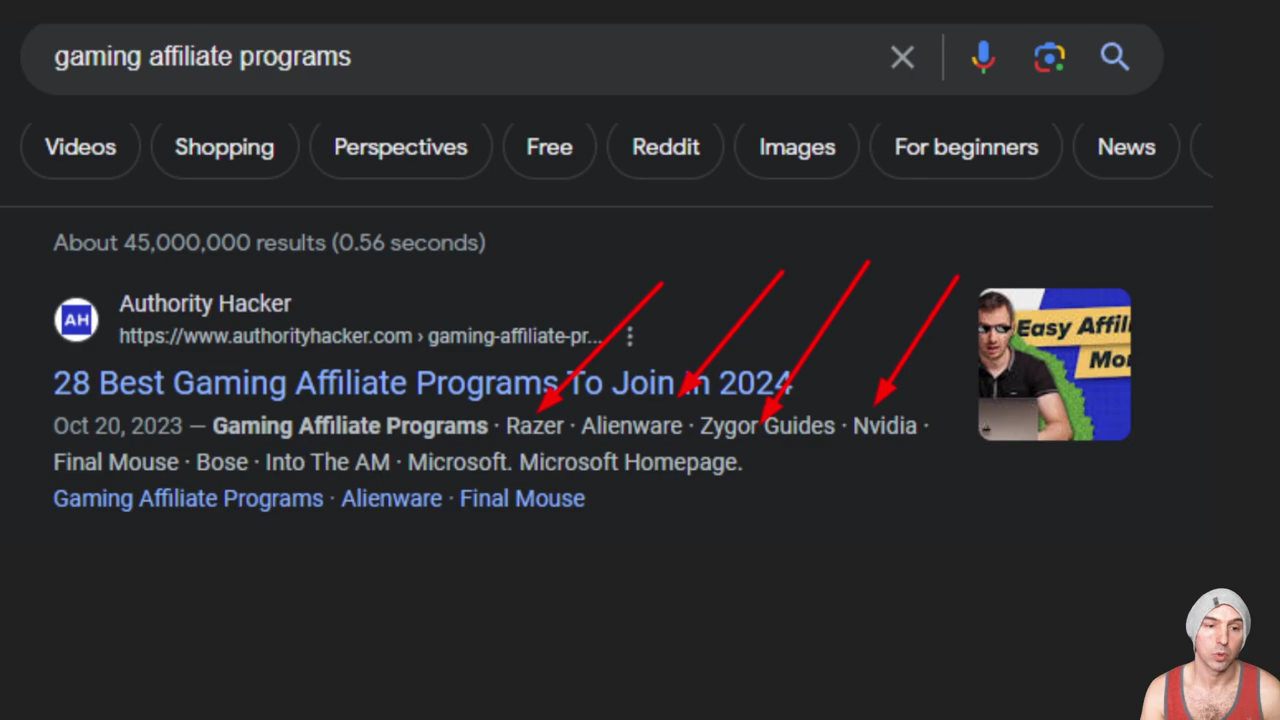 gaming affiliate programs
Videos Shopping Perspectives Free Reddit Images For beginners News
About 45,000,000 results (0.56 seconds)
AH
Authority Hacker
https://www.authorityhacker.com › gaming-affiliate-pr...
28 Best Gaming Affiliate Programs To Join in 2024
Oct 20, 2023 — Gaming Affiliate Programs · Razer · Alienware · Zygor Guides · Nvidia ·
Final Mouse · Bose · Into The AM · Microsoft. Microsoft Homepage.
Gaming Affiliate Programs · Alienware · Final Mouse
Easy Affil
Mo